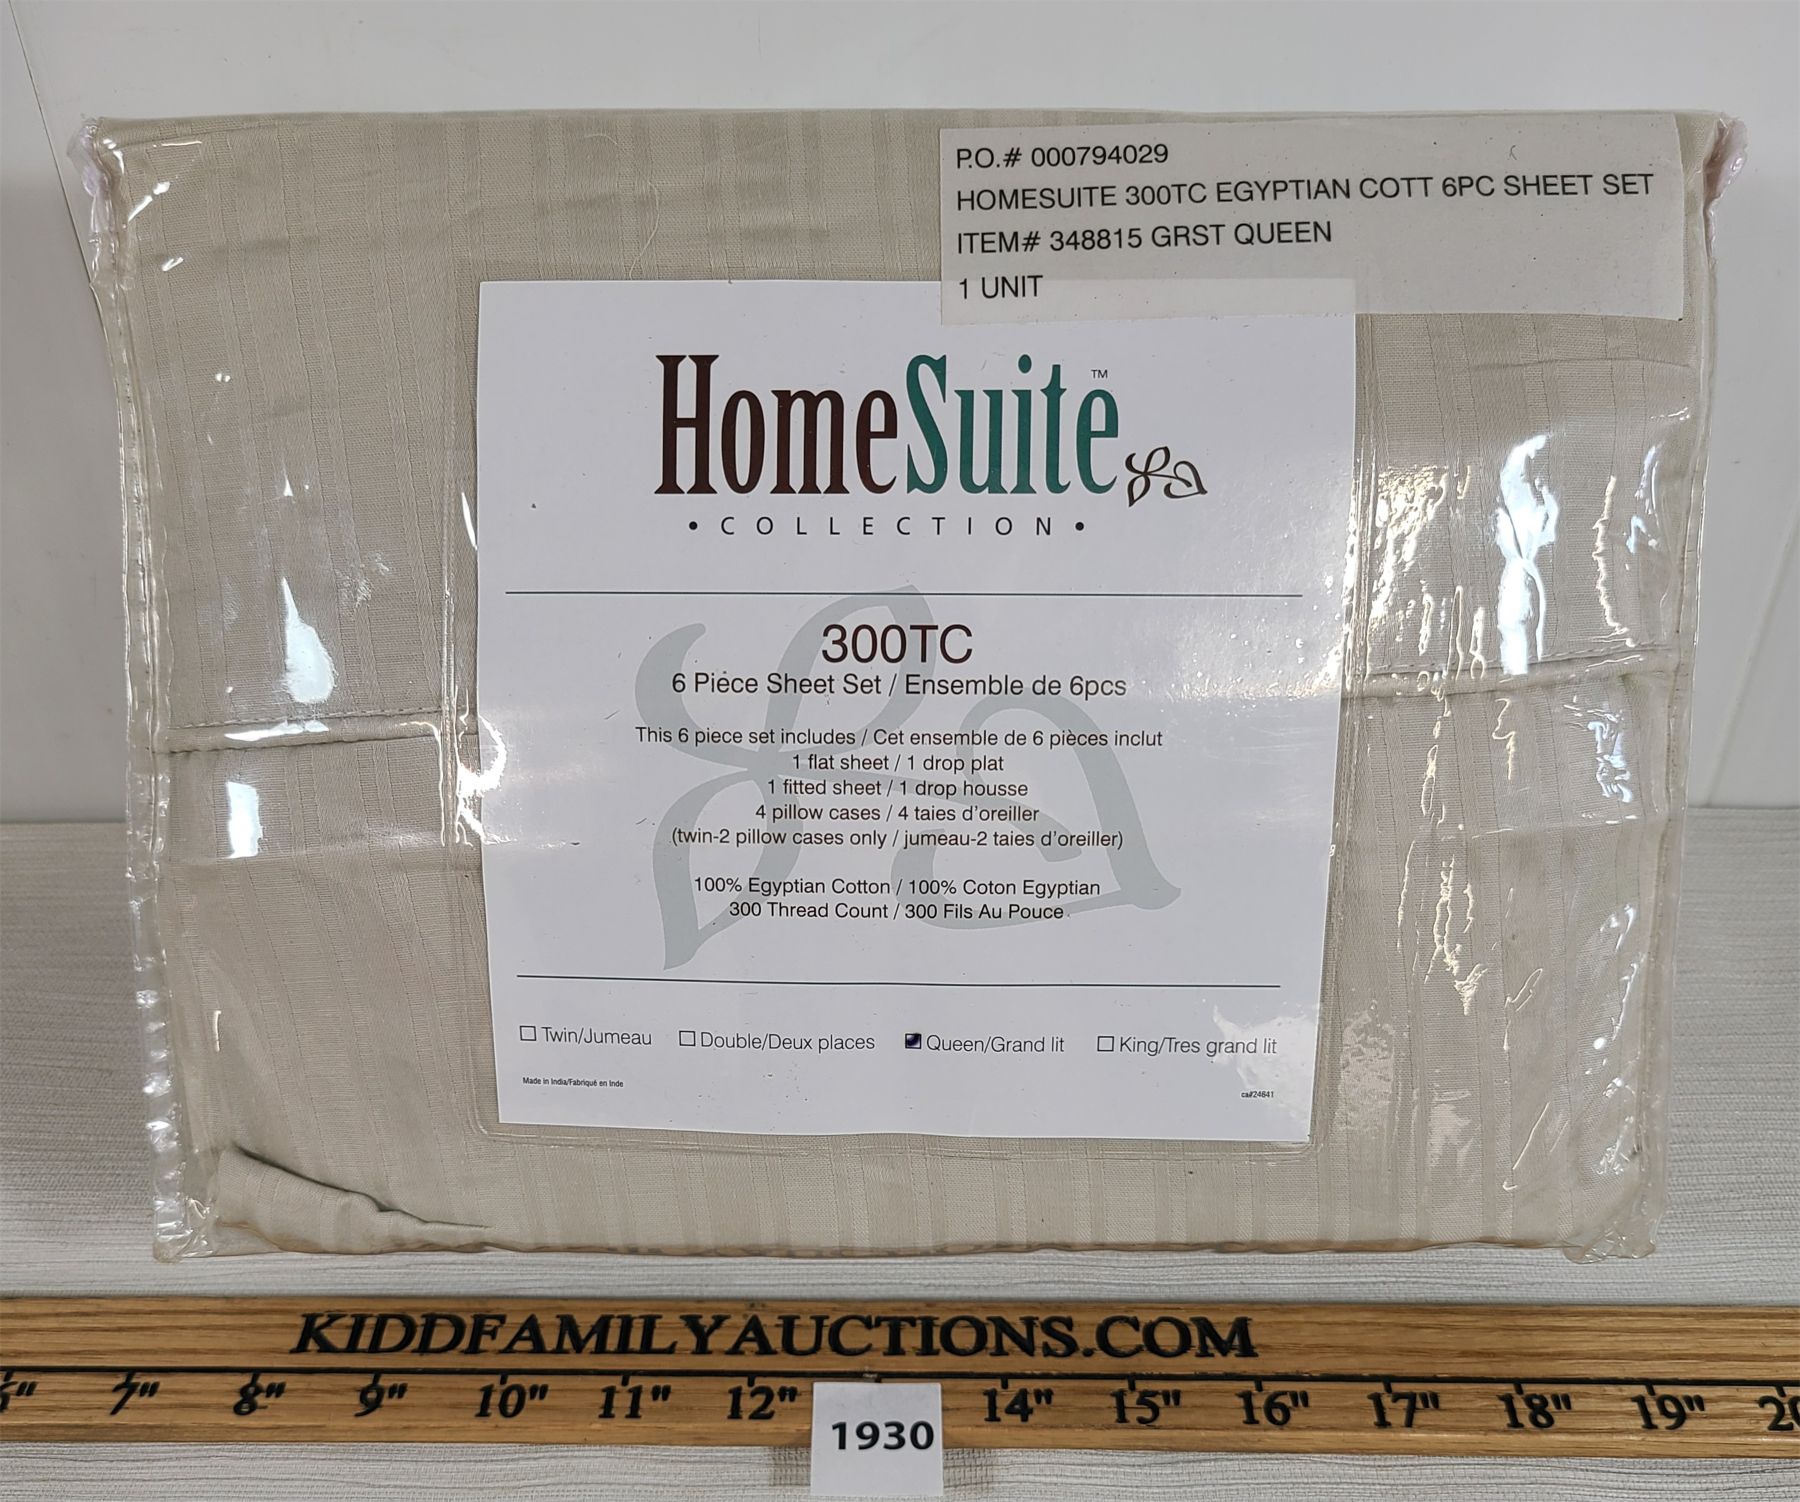 P.O.# 000794029
HOMESUITE 300TC EGYPTIAN COTT 6PC SHEET SET
ITEM# 348815 GRST QUEEN
1 UNIT
HomeSuite™
• COLLECTION •
300TC
6 Piece Sheet Set / Ensemble de 6pcs
This 6 piece set includes / Cet ensemble de 6 pièces inclut
1 flat sheet / 1 drop plat
1 fitted sheet / 1 drop housse
4 pillow cases / 4 taies d'oreiller
(twin-2 pillow cases only / jumeau-2 taies d'oreiller)
100% Egyptian Cotton / 100% Coton Egyptian
300 Thread Count / 300 Fils Au Pouce
Twin/Jumeau Double/Deux places Queen/Grand lit King/Tres grand lit
Made in India/Fabriqué en Inde
ca#24641
KIDDFAMILYAUCTIONS.COM
7" 8" 9" 10" 11" 12" 14" 15" 16" 17" 18" 19"
1930